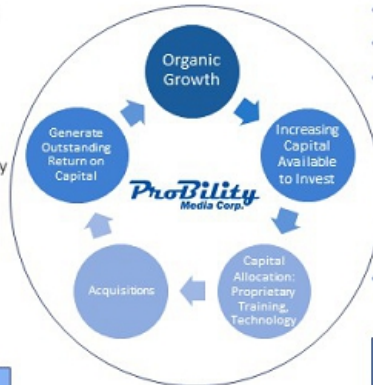 Organic
Growth
Increasing
Capital
Available
to Invest
Capital
Allocation:
Proprietary
Training,
Technology
Acquisitions
Generate
Outstanding
Return on
Capital
ProBility
Media Corp.
y